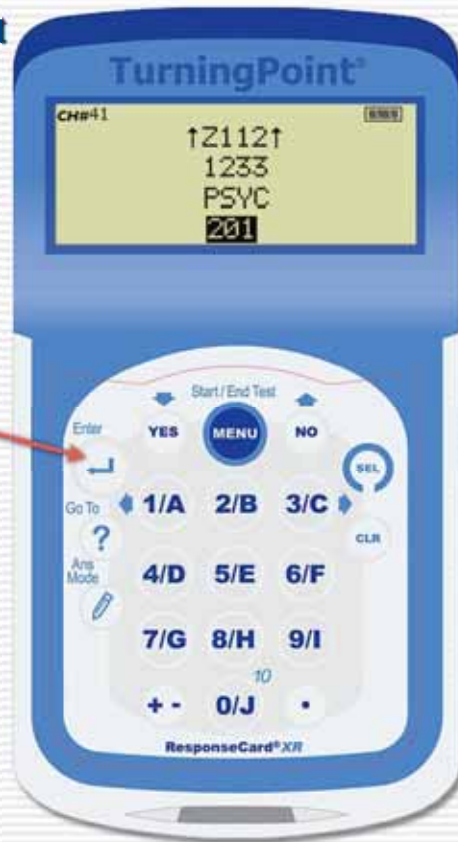 t
TurningPoint®
CH#41
↑Z112↑
1233
PSYC
201
Start/End Test
Enter
YES MENU NO
SEL
Go To
1/A 2/B 3/C
?
CLR
Ans
Mode
4/D 5/E 6/F
7/G 8/H 9/I
10
+ - 0/J .
ResponseCard®XR